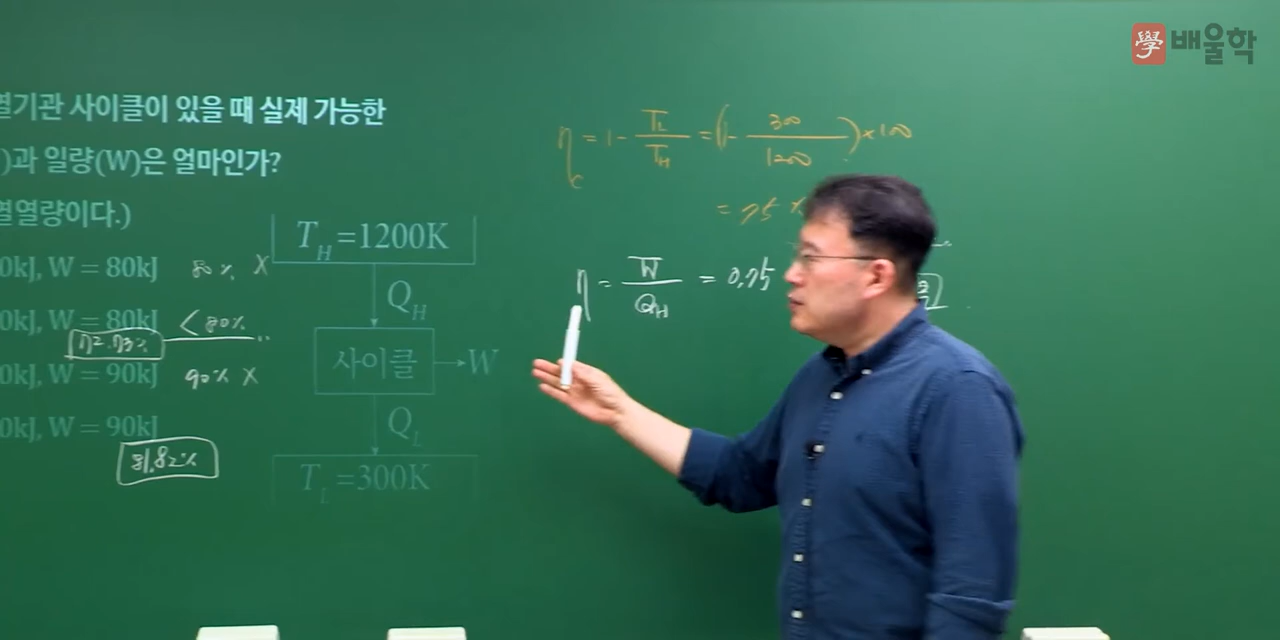 배울학
열기관 사이클이 있을 때 실제 가능한
)과 일량(W)은 얼마인가?
열량이다.)
0kJ, W = 80kJ 80% X
0kJ, W = 80kJ < 80%
72.73%
0kJ, W = 90kJ 90% X
0kJ, W = 90kJ
81.82%
T_H=1200K
Q_H
사이클 → W
Q_L
T_L=300K
η_c = 1 - T_L/T_H = (1 - 300/1200) × 100
= 75 %
η = W/Q_H = 0.75